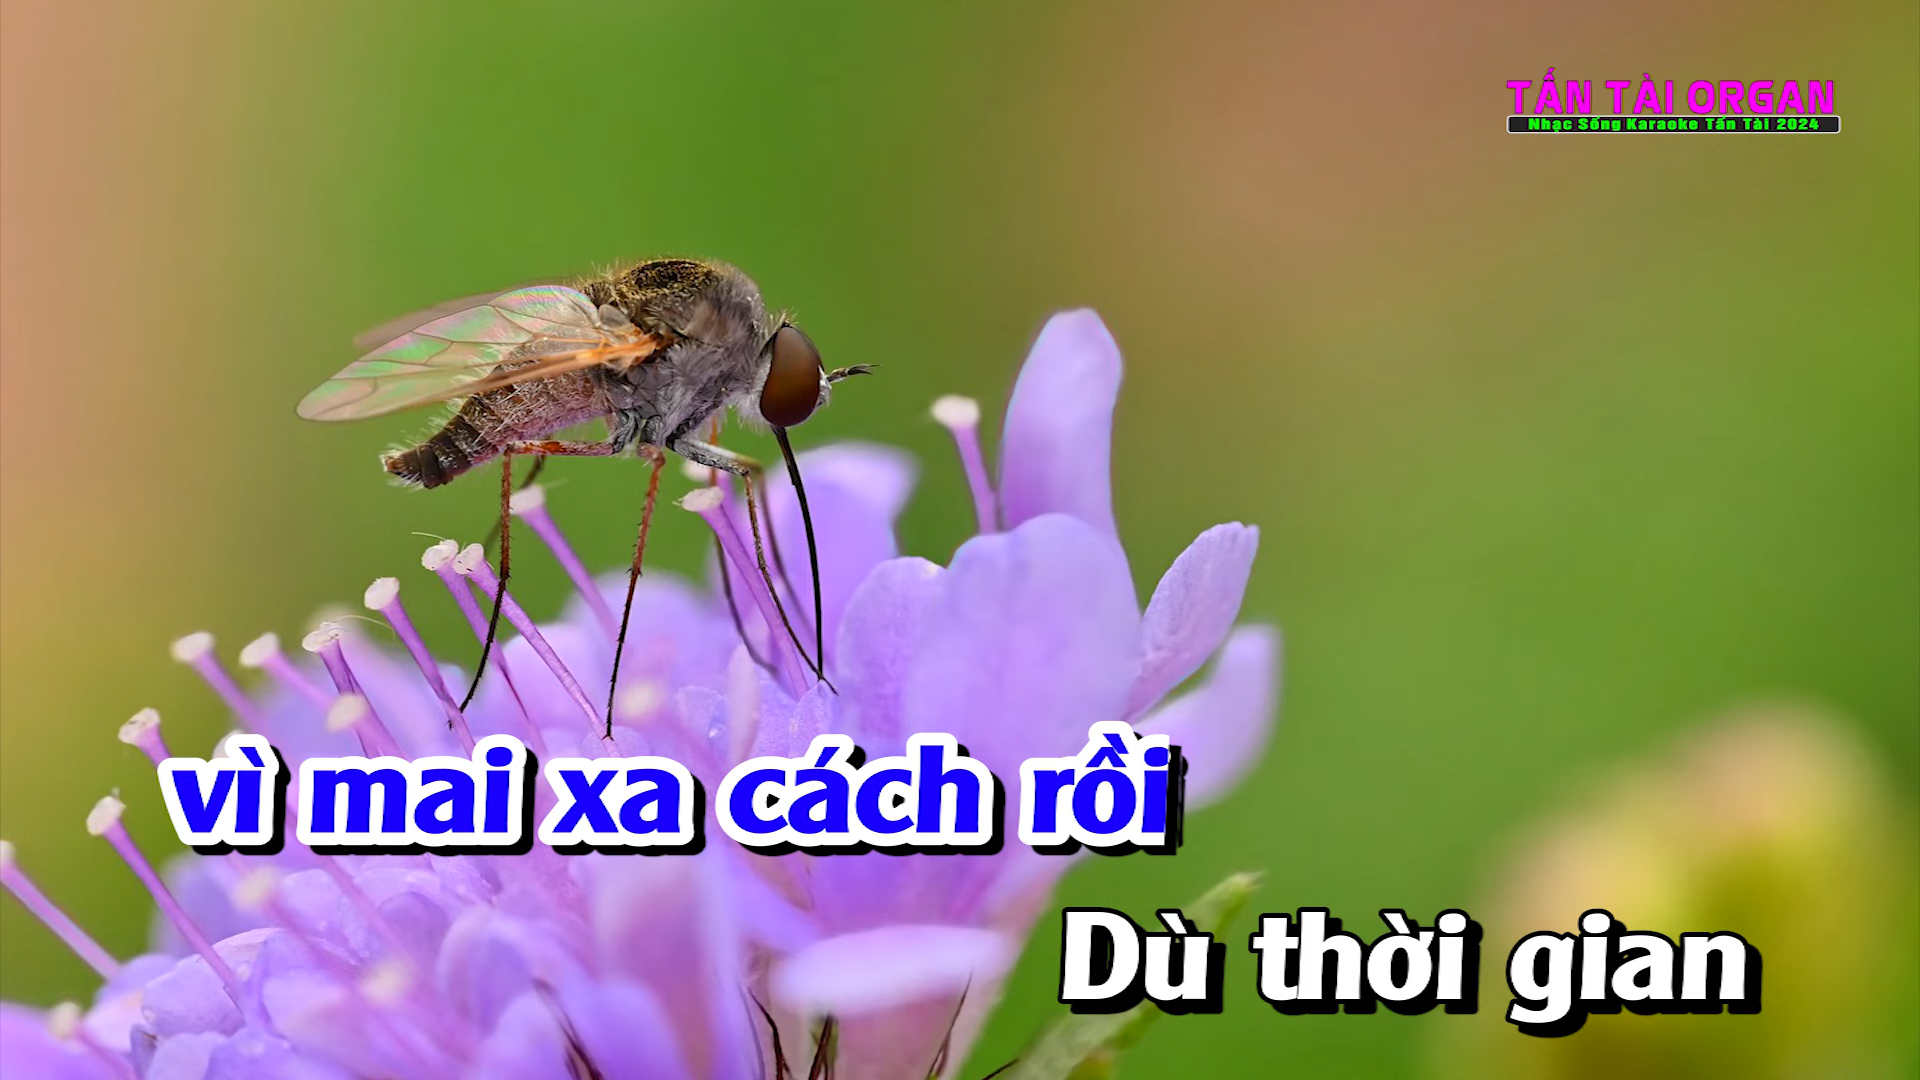 TẤN TÀI ORGAN
Nhạc Sống Karaoke Tấn Tài 2024
vì mai xa cách rồi
Dù thời gian